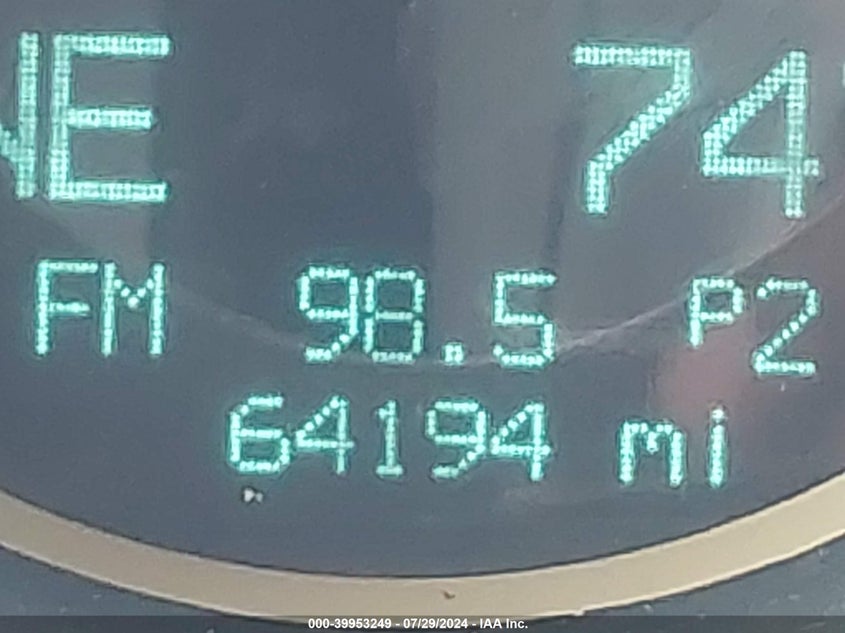 NE 74
FM 98.5 P2
64194 mi
000-39953249 - 07/29/2024 - IAA Inc.